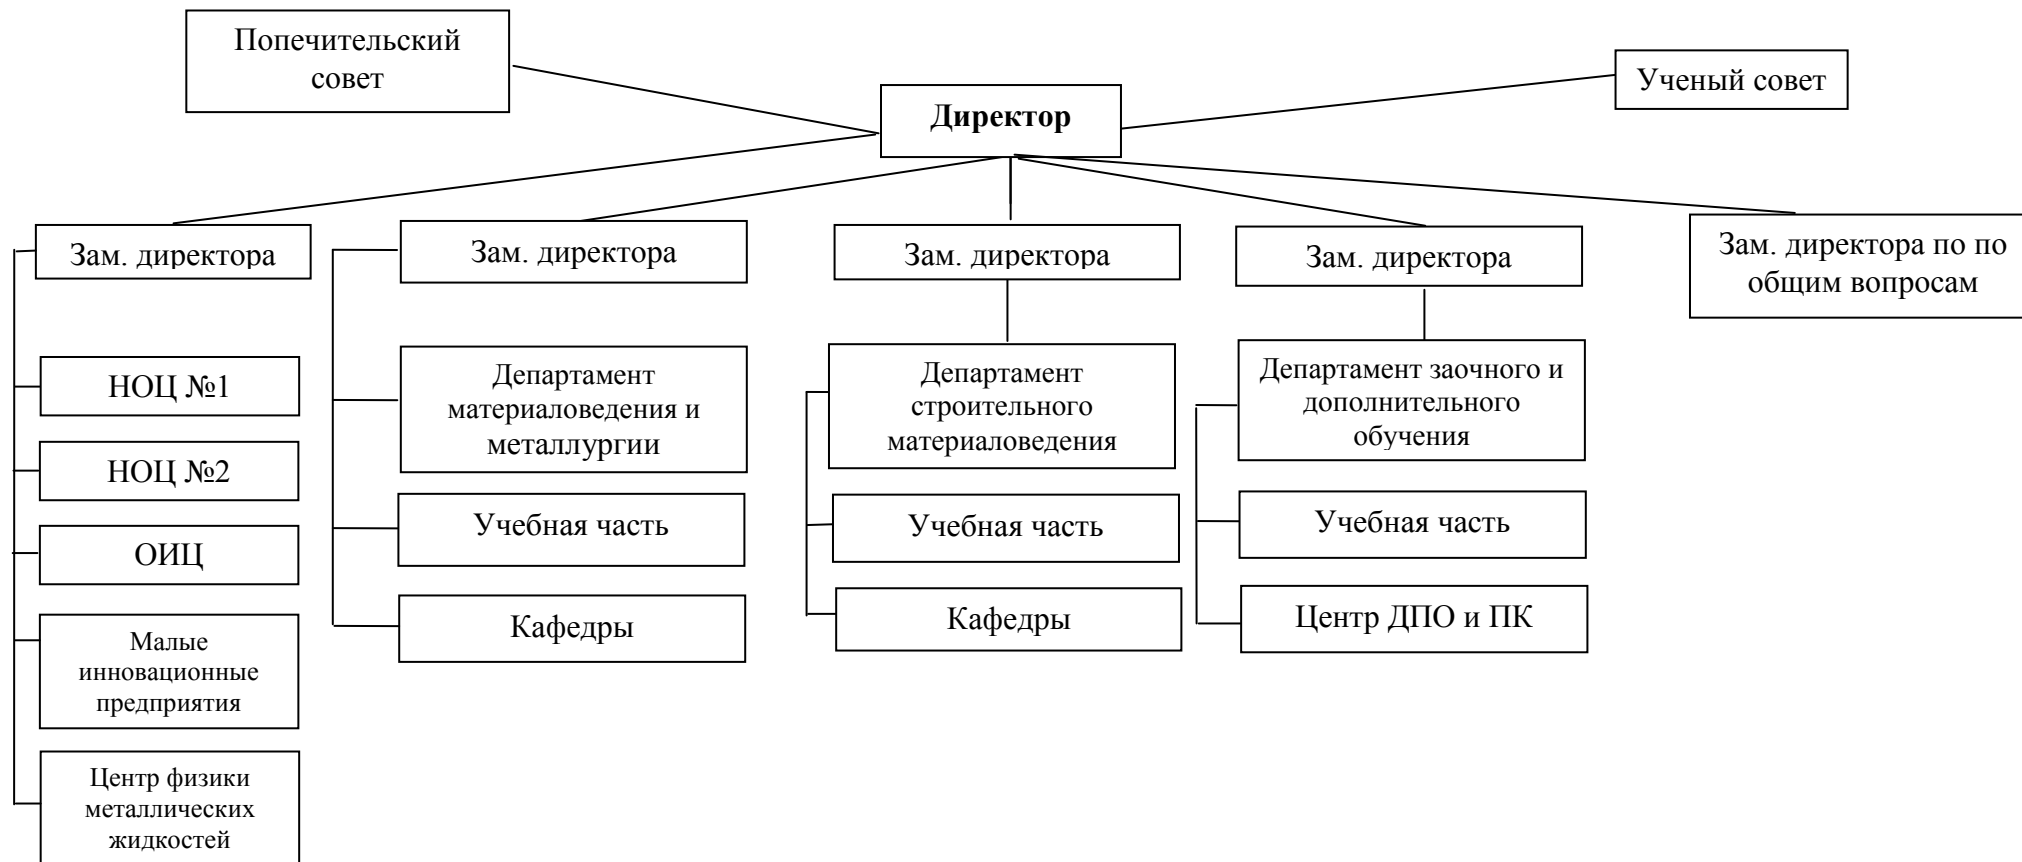 Попечительский
совет
Ученый совет
Директор
Зам. директора
Зам. директора
Зам. директора
Зам. директора
Зам. директора по по
общим вопросам
НОЦ №1
НОЦ №2
ОИЦ
Малые
инновационные
предприятия
Центр физики
металлических
жидкостей
Департамент
материаловедения и
металлургии
Учебная часть
Кафедры
Департамент
строительного
материаловедения
Учебная часть
Кафедры
Департамент заочного и
дополнительного
обучения
Учебная часть
Центр ДПО и ПК